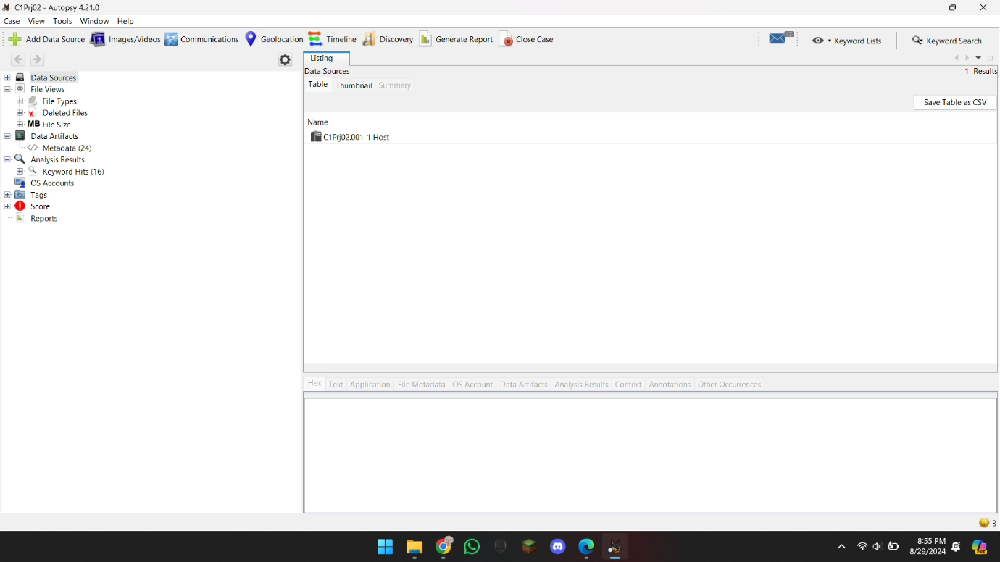 C1Prj02 - Autopsy 4.21.0
Case View Tools Window Help
Add Data Source Images/Videos Communications Geolocation Timeline Discovery Generate Report Close Case 12 Keyword Lists Keyword Search
Listing
Data Sources 1 Results
Table Thumbnail Summary
Save Table as CSV
Name
C1Prj02.001_1 Host
Data Sources
File Views
File Types
Deleted Files
MB File Size
Data Artifacts
Metadata (24)
Analysis Results
Keyword Hits (16)
OS Accounts
Tags
Score
Reports
Hex Text Application File Metadata OS Account Data Artifacts Analysis Results Context Annotations Other Occurrences
3
8:55 PM
8/29/2024
PRE